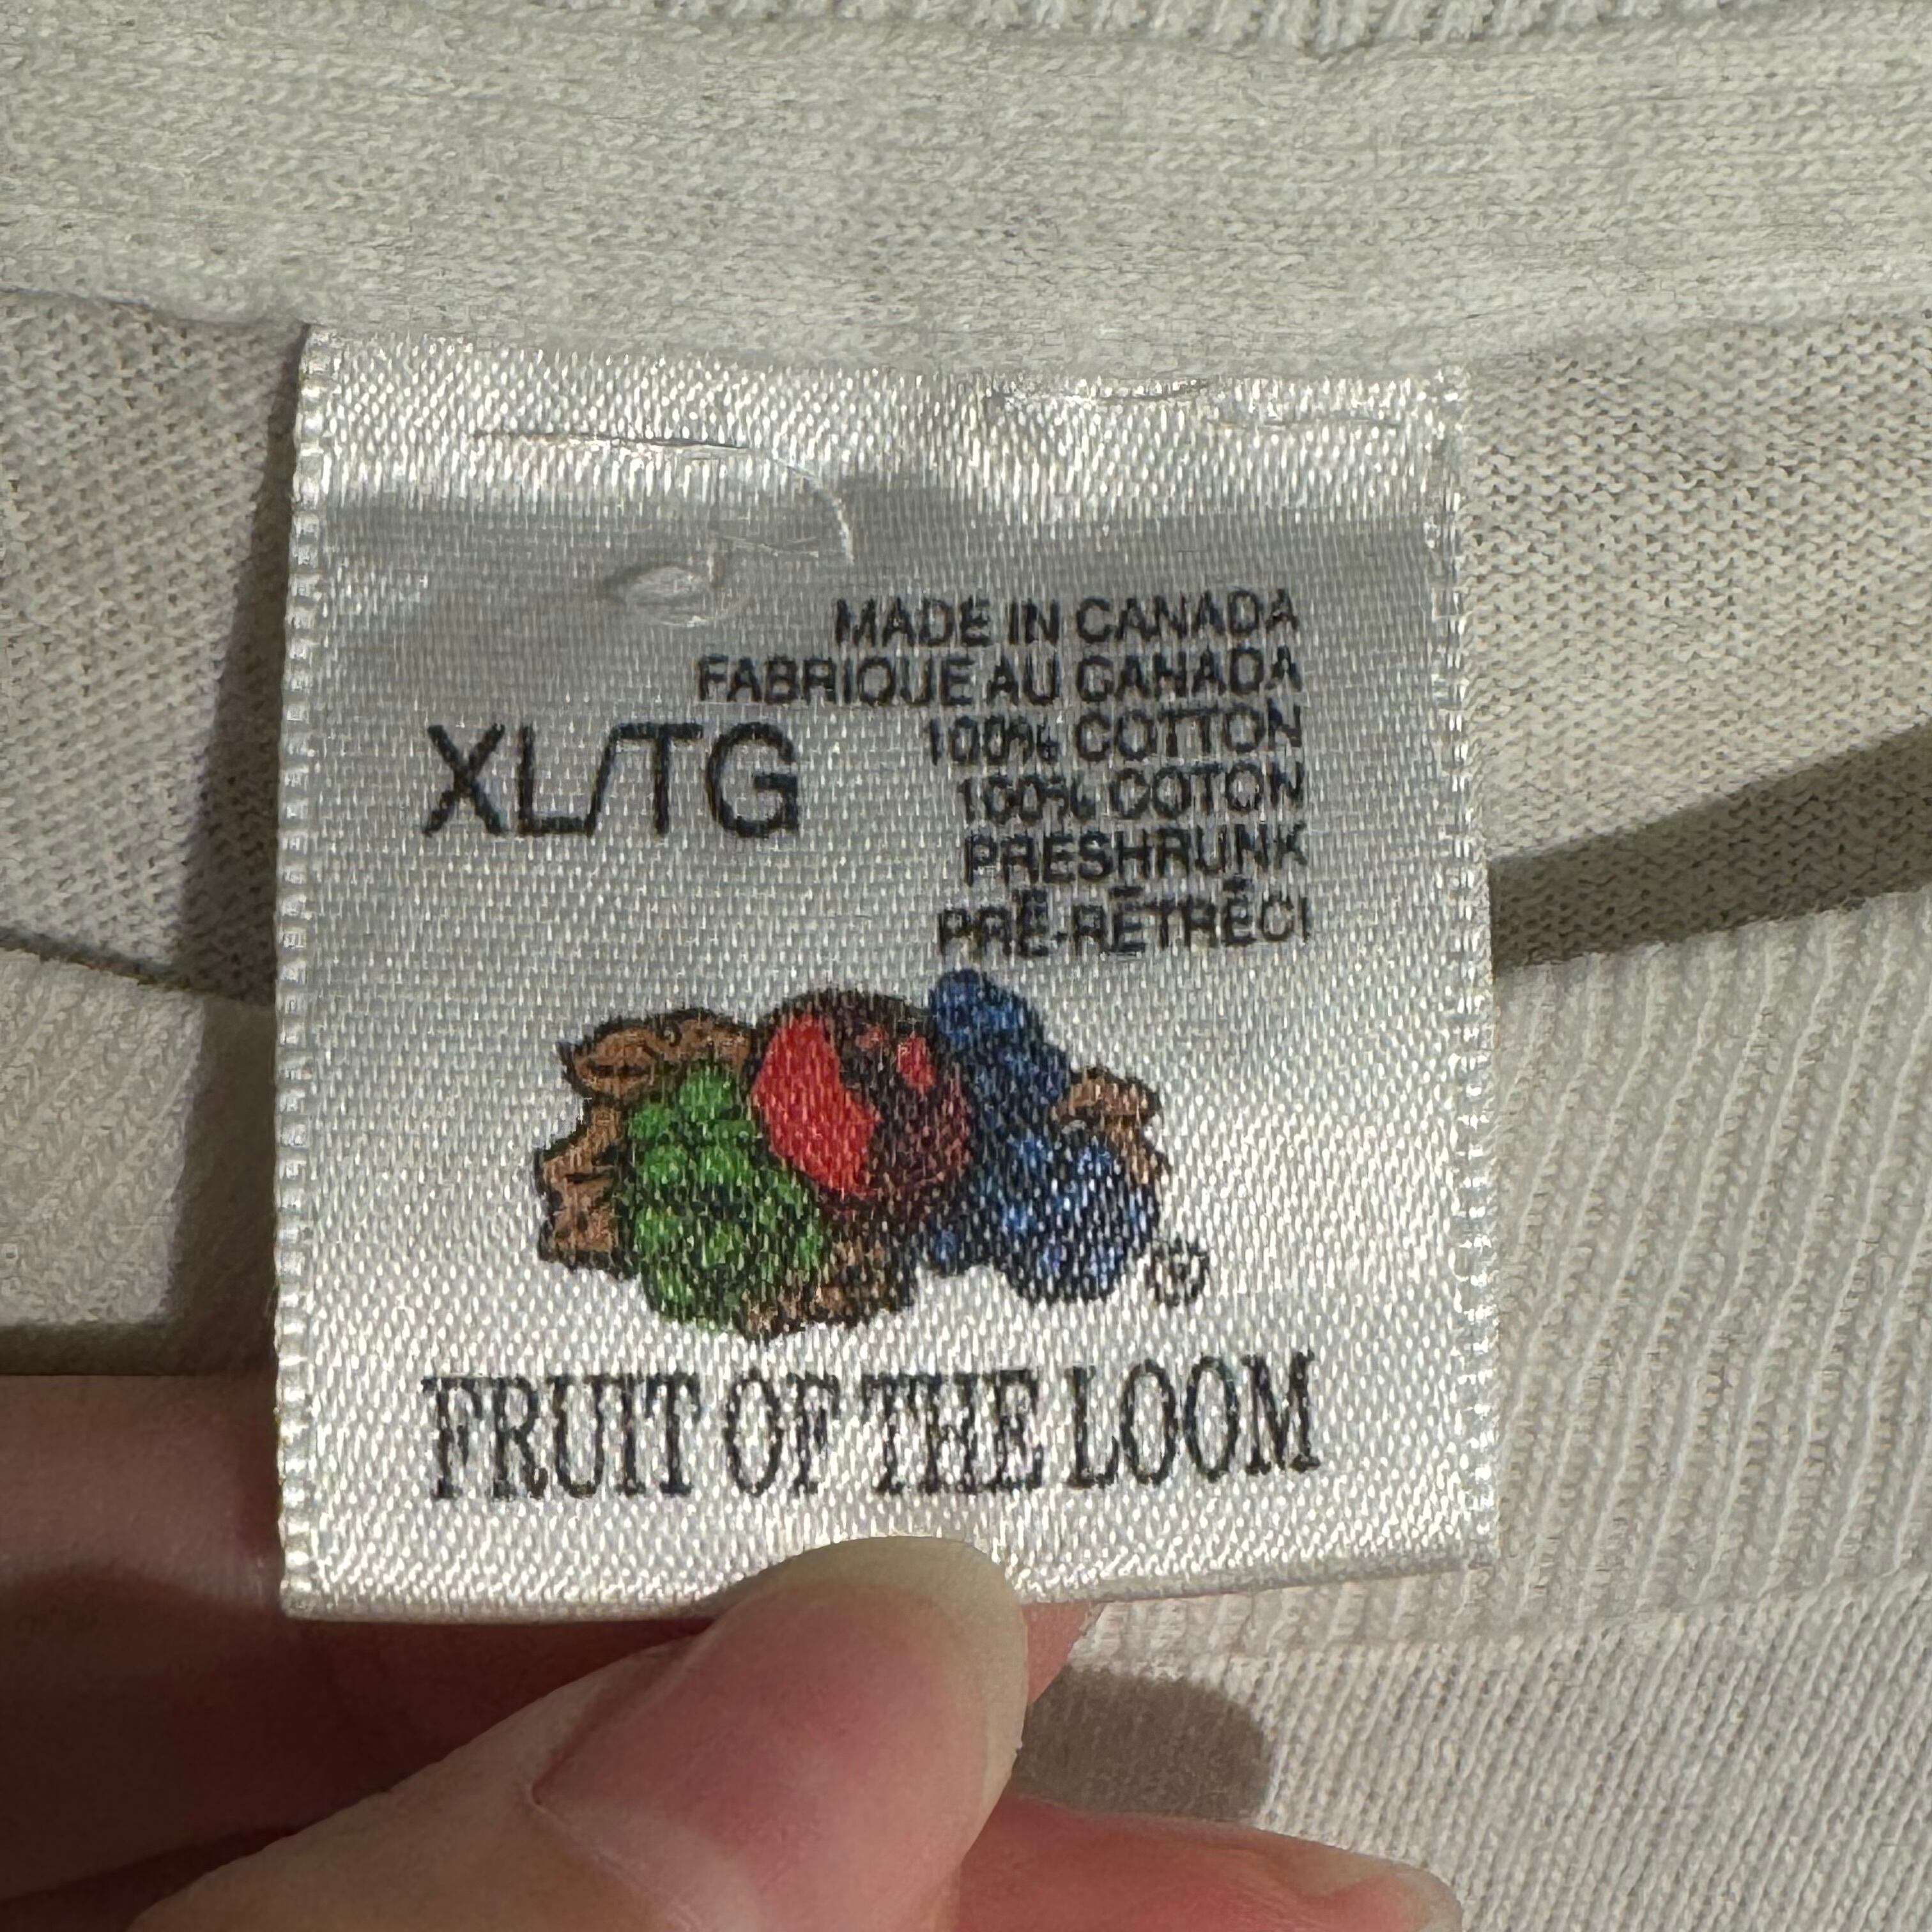 MADE IN CANADA
FABRIQUE AU CANADA
XL/TG
100% COTTON
100% COTON
PRESHRUNK
PRÉ-RÉTRÉCI
®
FRUIT OF THE LOOM